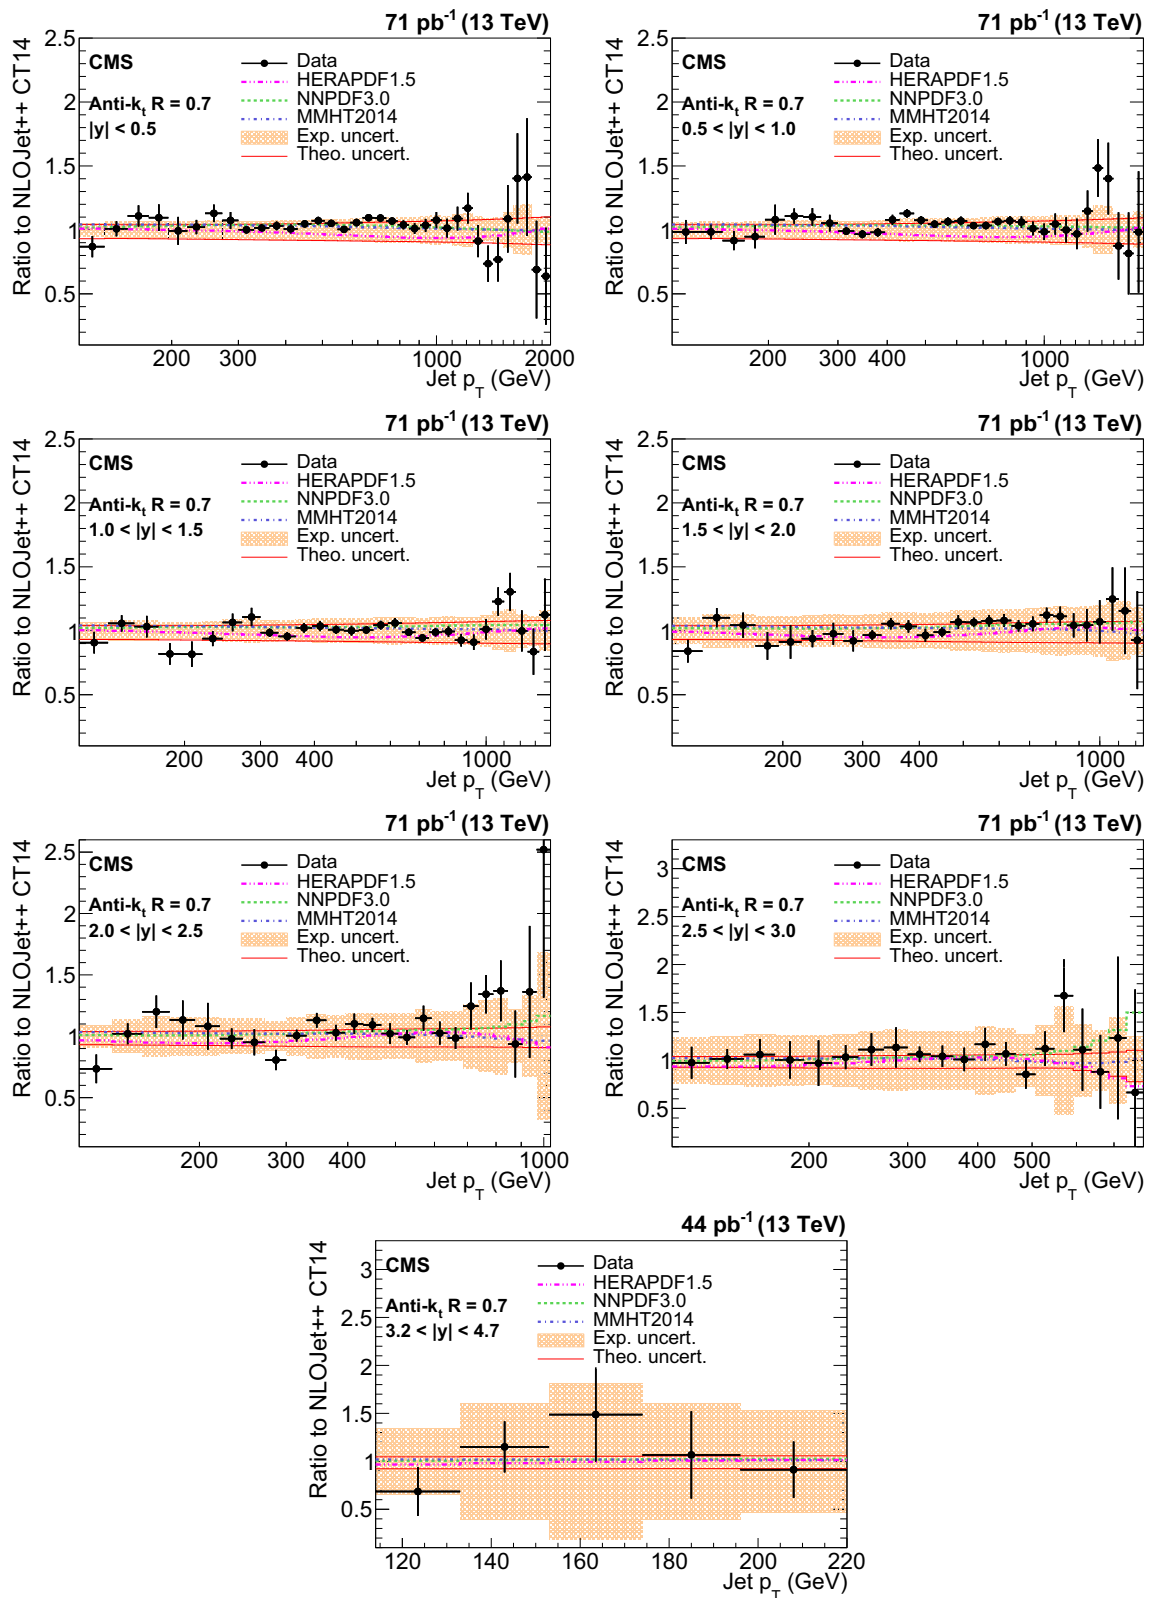 71 pb-1 (13 TeV)
Ratio to NLOJet++ CT14
CMS
Anti-kt R = 0.7
|y| < 0.5
Data
HERAPDF1.5
NNPDF3.0
MMHT2014
Exp. uncert.
Theo. uncert.
2.5
2
1.5
1
0.5
200 300 1000 2000
Jet pT (GeV)
71 pb-1 (13 TeV)
Ratio to NLOJet++ CT14
CMS
Anti-kt R = 0.7
0.5 < |y| < 1.0
Data
HERAPDF1.5
NNPDF3.0
MMHT2014
Exp. uncert.
Theo. uncert.
2.5
2
1.5
1
0.5
200 300 400 1000
Jet pT (GeV)
71 pb-1 (13 TeV)
Ratio to NLOJet++ CT14
CMS
Anti-kt R = 0.7
1.0 < |y| < 1.5
Data
HERAPDF1.5
NNPDF3.0
MMHT2014
Exp. uncert.
Theo. uncert.
2.5
2
1.5
1
0.5
200 300 400 1000
Jet pT (GeV)
71 pb-1 (13 TeV)
Ratio to NLOJet++ CT14
CMS
Anti-kt R = 0.7
1.5 < |y| < 2.0
Data
HERAPDF1.5
NNPDF3.0
MMHT2014
Exp. uncert.
Theo. uncert.
2.5
2
1.5
1
0.5
200 300 400 1000
Jet pT (GeV)
71 pb-1 (13 TeV)
Ratio to NLOJet++ CT14
CMS
Anti-kt R = 0.7
2.0 < |y| < 2.5
Data
HERAPDF1.5
NNPDF3.0
MMHT2014
Exp. uncert.
Theo. uncert.
2.5
2
1.5
1
0.5
200 300 400 1000
Jet pT (GeV)
71 pb-1 (13 TeV)
Ratio to NLOJet++ CT14
CMS
Anti-kt R = 0.7
2.5 < |y| < 3.0
Data
HERAPDF1.5
NNPDF3.0
MMHT2014
Exp. uncert.
Theo. uncert.
3
2.5
2
1.5
1
0.5
200 300 400 500
Jet pT (GeV)
44 pb-1 (13 TeV)
Ratio to NLOJet++ CT14
CMS
Anti-kt R = 0.7
3.2 < |y| < 4.7
Data
HERAPDF1.5
NNPDF3.0
MMHT2014
Exp. uncert.
Theo. uncert.
3
2.5
2
1.5
1
0.5
120 140 160 180 200 220
Jet pT (GeV)